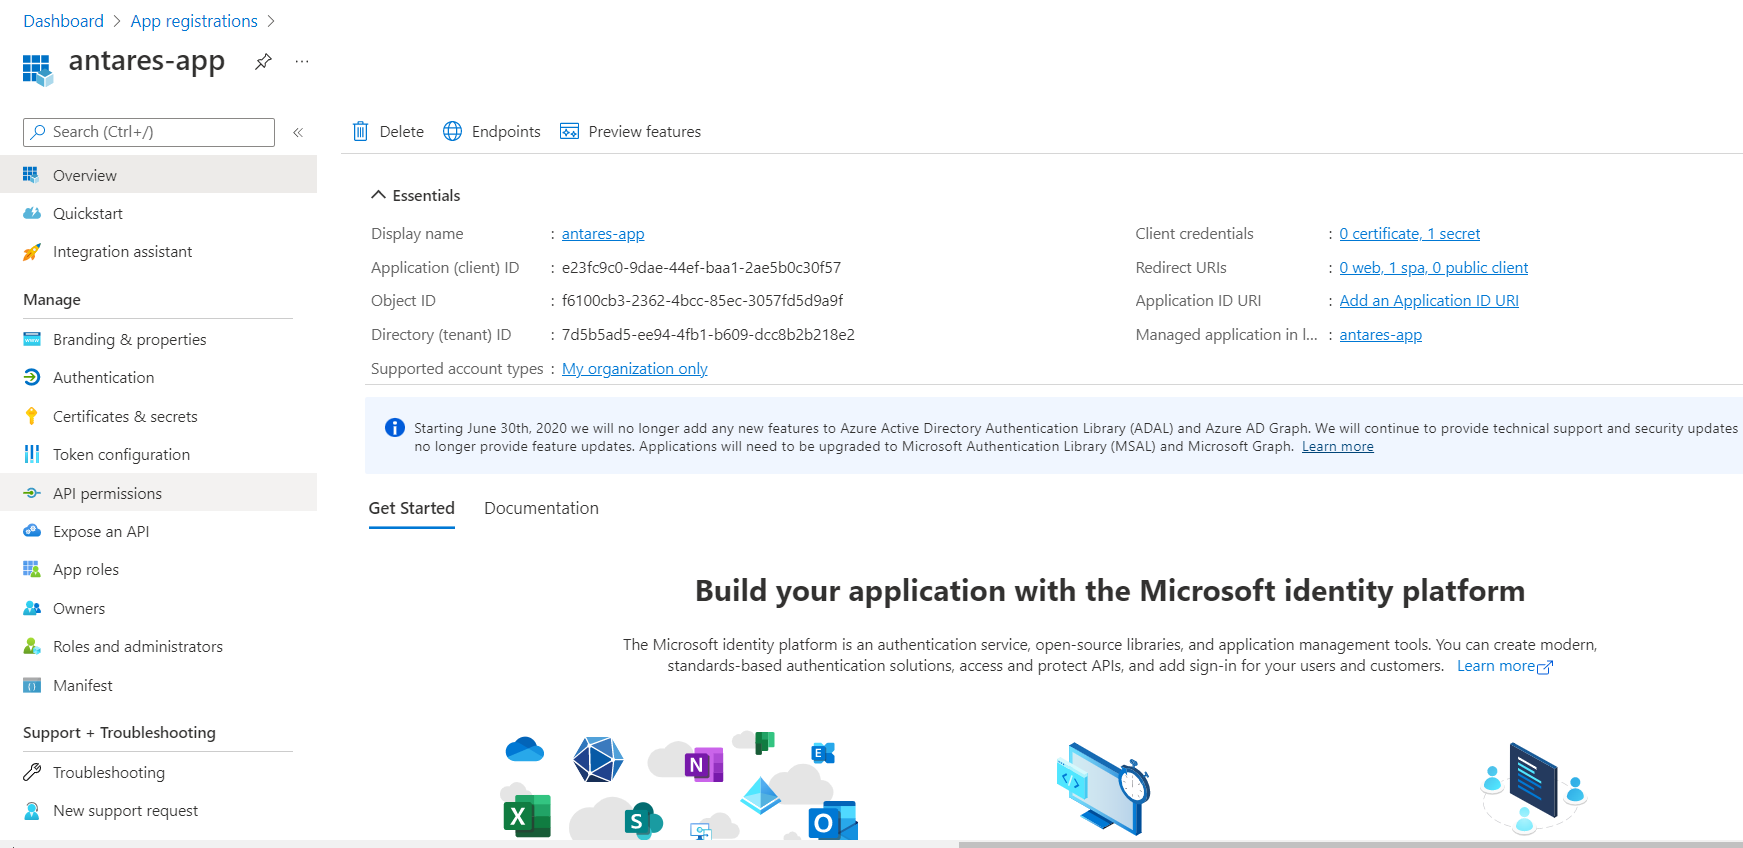 Dashboard > App registrations >
antares-app
Search (Ctrl+/)
Overview
Quickstart
Integration assistant
Manage
Branding & properties
Authentication
Certificates & secrets
Token configuration
API permissions
Expose an API
App roles
Owners
Roles and administrators
Manifest
Support + Troubleshooting
Troubleshooting
New support request
Delete Endpoints Preview features
Essentials
Display name : antares-app
Application (client) ID : e23fc9c0-9dae-44ef-baa1-2ae5b0c30f57
Object ID : f6100cb3-2362-4bcc-85ec-3057fd5d9a9f
Directory (tenant) ID : 7d5b5ad5-ee94-4fb1-b609-dcc8b2b218e2
Supported account types : My organization only
Client credentials : 0 certificate, 1 secret
Redirect URIs : 0 web, 1 spa, 0 public client
Application ID URI : Add an Application ID URI
Managed application in l... : antares-app
Starting June 30th, 2020 we will no longer add any new features to Azure Active Directory Authentication Library (ADAL) and Azure AD Graph. We will continue to provide technical support and security updates
no longer provide feature updates. Applications will need to be upgraded to Microsoft Authentication Library (MSAL) and Microsoft Graph. Learn more
Get Started Documentation
Build your application with the Microsoft identity platform
The Microsoft identity platform is an authentication service, open-source libraries, and application management tools. You can create modern,
standards-based authentication solutions, access and protect APIs, and add sign-in for your users and customers. Learn more
N
E
X
S
O